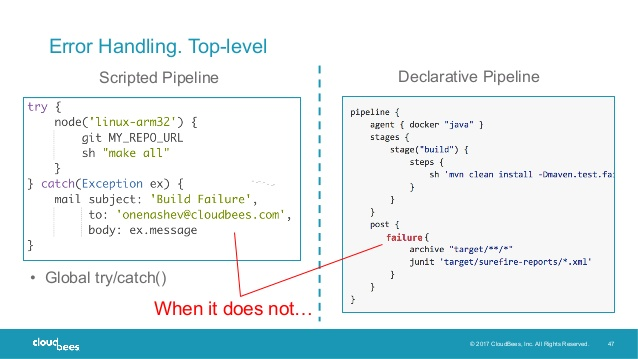 Error Handling. Top-level
Scripted Pipeline
try {
node('linux-arm32') {
git MY_REPO_URL
sh "make all"
}
} catch(Exception ex) {
mail subject: 'Build Failure',
to: 'onenashev@cloudbees.com',
body: ex.message
}
• Global try/catch()
When it does not…
Declarative Pipeline
pipeline {
agent { docker "java" }
stages {
stage("build") {
steps {
sh 'mvn clean install -Dmaven.test.fai
}
}
}
post {
failure {
archive "target/**/*"
junit 'target/surefire-reports/*.xml'
}
}
}
cloudbees
© 2017 CloudBees, Inc. All Rights Reserved.
47